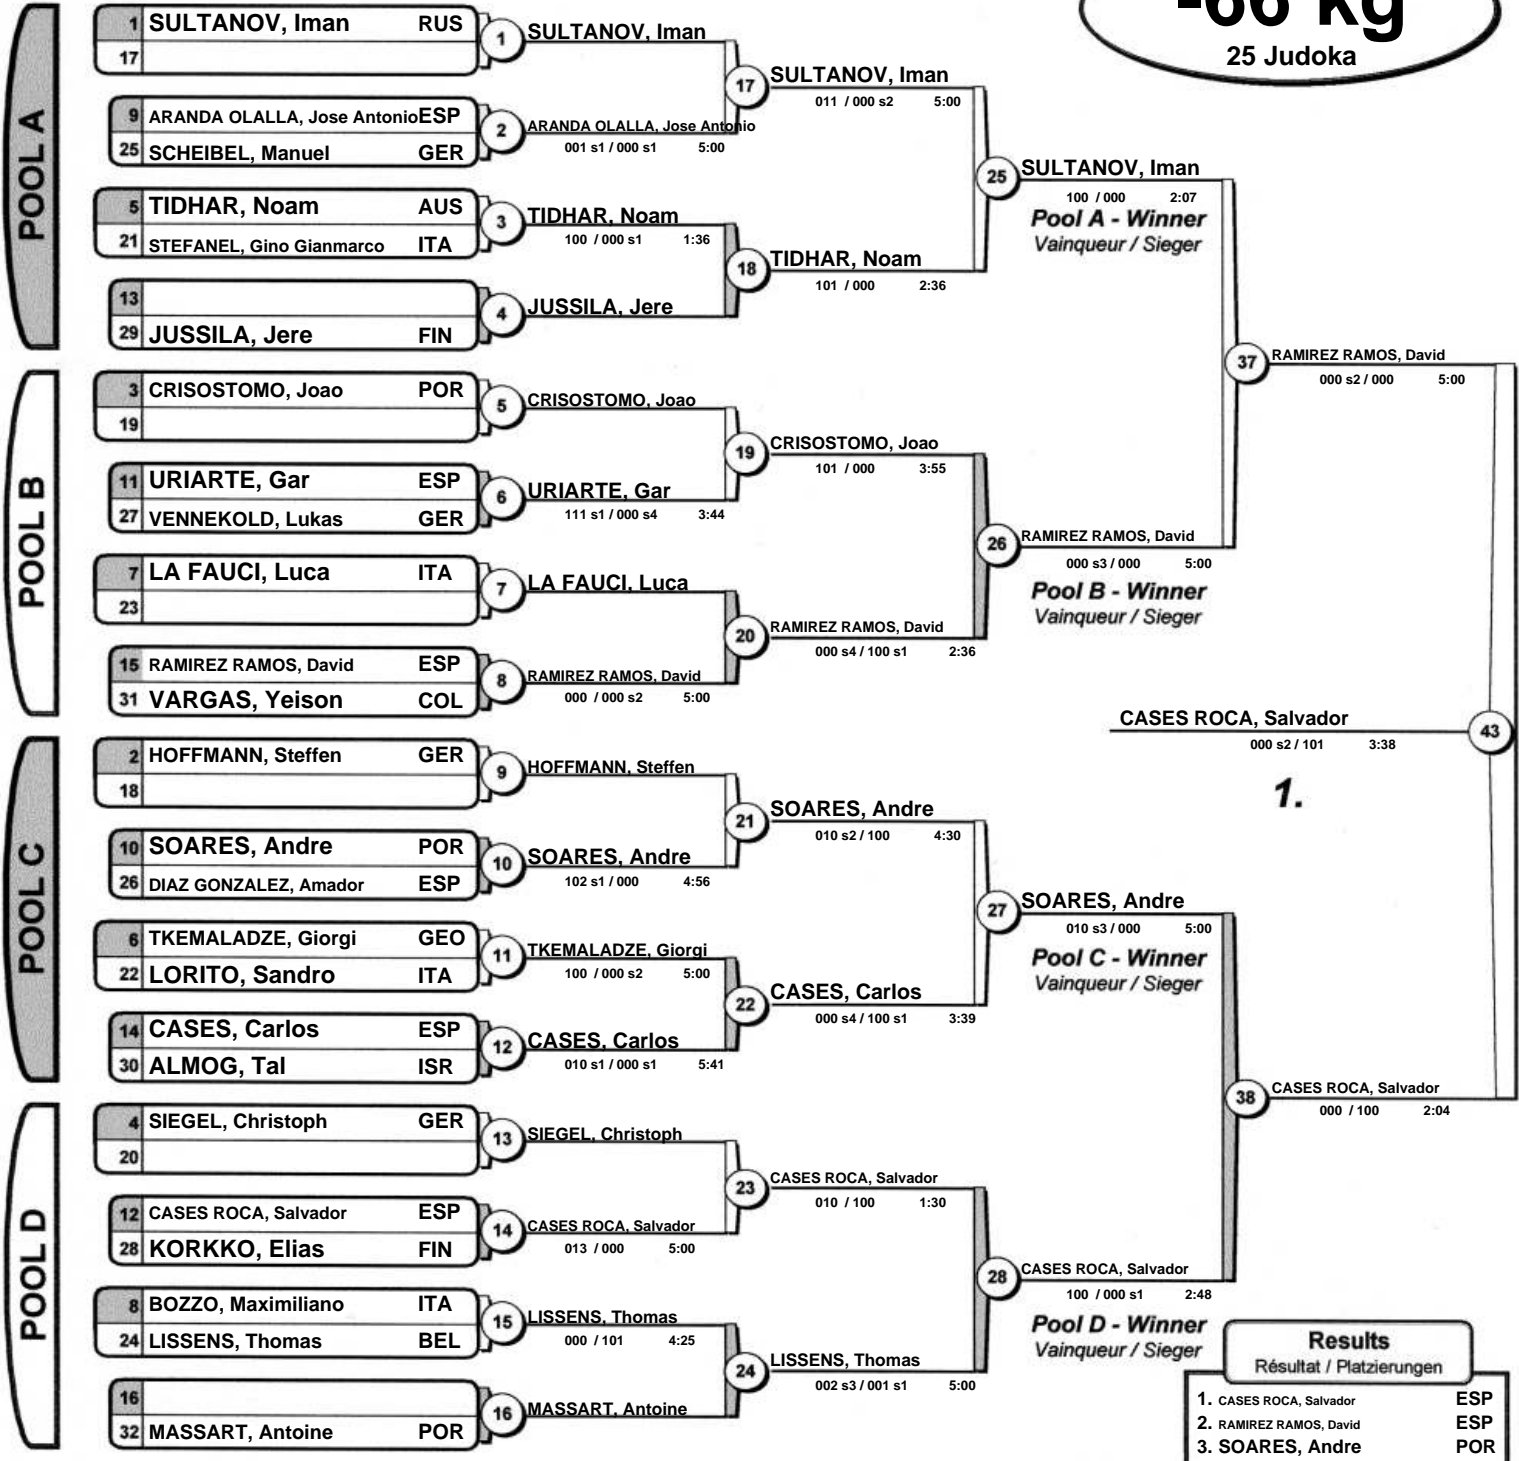 -66 kg
25 Judoka
POOL A
1 SULTANOV, Iman RUS
17
9 ARANDA OLALLA, Jose Antonio ESP
25 SCHEIBEL, Manuel GER
5 TIDHAR, Noam AUS
21 STEFANEL, Gino Gianmarco ITA
13
29 JUSSILA, Jere FIN
POOL B
3 CRISOSTOMO, Joao POR
19
11 URIARTE, Gar ESP
27 VENNEKOLD, Lukas GER
7 LA FAUCI, Luca ITA
23
15 RAMIREZ RAMOS, David ESP
31 VARGAS, Yeison COL
POOL C
2 HOFFMANN, Steffen GER
18
10 SOARES, Andre POR
26 DIAZ GONZALEZ, Amador ESP
6 TKEMALADZE, Giorgi GEO
22 LORITO, Sandro ITA
14 CASES, Carlos ESP
30 ALMOG, Tal ISR
POOL D
4 SIEGEL, Christoph GER
20
12 CASES ROCA, Salvador ESP
28 KORKKO, Elias FIN
8 BOZZO, Maximiliano ITA
24 LISSENS, Thomas BEL
16
32 MASSART, Antoine POR
1 SULTANOV, Iman
2 ARANDA OLALLA, Jose Antonio
001 s1 / 000 s1 5:00
3 TIDHAR, Noam
100 / 000 s1 1:36
4 JUSSILA, Jere
5 CRISOSTOMO, Joao
6 URIARTE, Gar
111 s1 / 000 s4 3:44
7 LA FAUCI, Luca
8 RAMIREZ RAMOS, David
000 / 000 s2 5:00
9 HOFFMANN, Steffen
10 SOARES, Andre
102 s1 / 000 4:56
11 TKEMALADZE, Giorgi
100 / 000 s2 5:00
12 CASES, Carlos
010 s1 / 000 s1 5:41
13 SIEGEL, Christoph
14 CASES ROCA, Salvador
013 / 000 5:00
15 LISSENS, Thomas
000 / 101 4:25
16 MASSART, Antoine
17 SULTANOV, Iman
011 / 000 s2 5:00
18 TIDHAR, Noam
101 / 000 2:36
19 CRISOSTOMO, Joao
101 / 000 3:55
20 RAMIREZ RAMOS, David
000 s4 / 100 s1 2:36
21 SOARES, Andre
010 s2 / 100 4:30
22 CASES, Carlos
000 s4 / 100 s1 3:39
23 CASES ROCA, Salvador
010 / 100 1:30
24 LISSENS, Thomas
002 s3 / 001 s1 5:00
25 SULTANOV, Iman
100 / 000 2:07
Pool A - Winner
Vainqueur / Sieger
26 RAMIREZ RAMOS, David
000 s3 / 000 5:00
Pool B - Winner
Vainqueur / Sieger
27 SOARES, Andre
010 s3 / 000 5:00
Pool C - Winner
Vainqueur / Sieger
28 CASES ROCA, Salvador
100 / 000 s1 2:48
Pool D - Winner
Vainqueur / Sieger
37 RAMIREZ RAMOS, David
000 s2 / 000 5:00
38 CASES ROCA, Salvador
000 / 100 2:04
CASES ROCA, Salvador 43
000 s2 / 101 3:38
1.
Results
Résultat / Platzierungen
1. CASES ROCA, Salvador ESP
2. RAMIREZ RAMOS, David ESP
3. SOARES, Andre POR